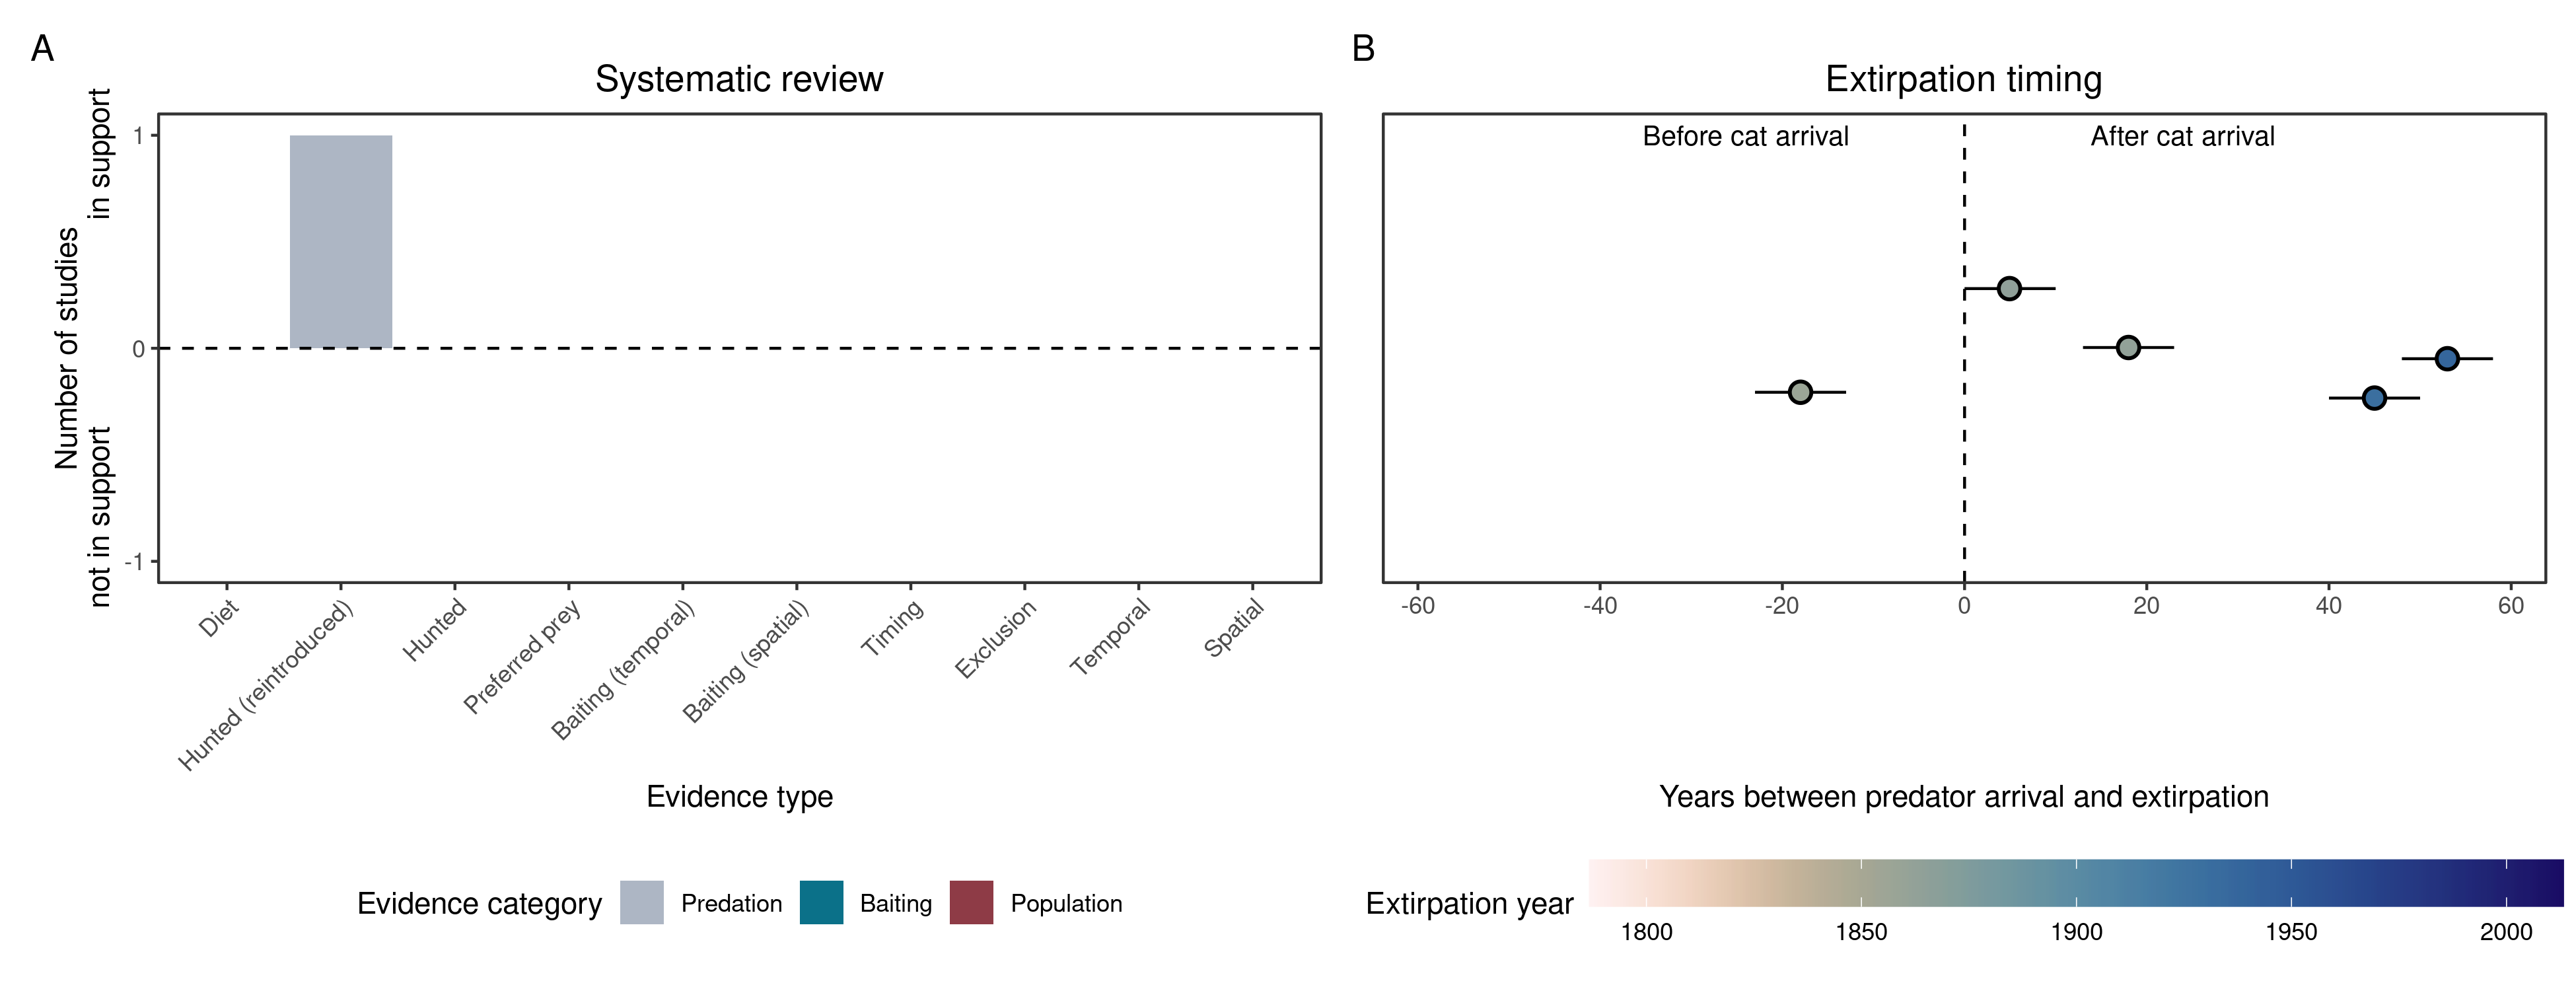 A
Systematic review
Number of studies
not in support
in support
1
0
-1
Diet
Hunted (reintroduced)
Hunted
Preferred prey
Baiting (temporal)
Baiting (spatial)
Timing
Exclusion
Temporal
Spatial
Evidence type
Evidence category
Predation
Baiting
Population
B
Extirpation timing
Before cat arrival
After cat arrival
-60
-40
-20
0
20
40
60
Years between predator arrival and extirpation
Extirpation year
1800
1850
1900
1950
2000